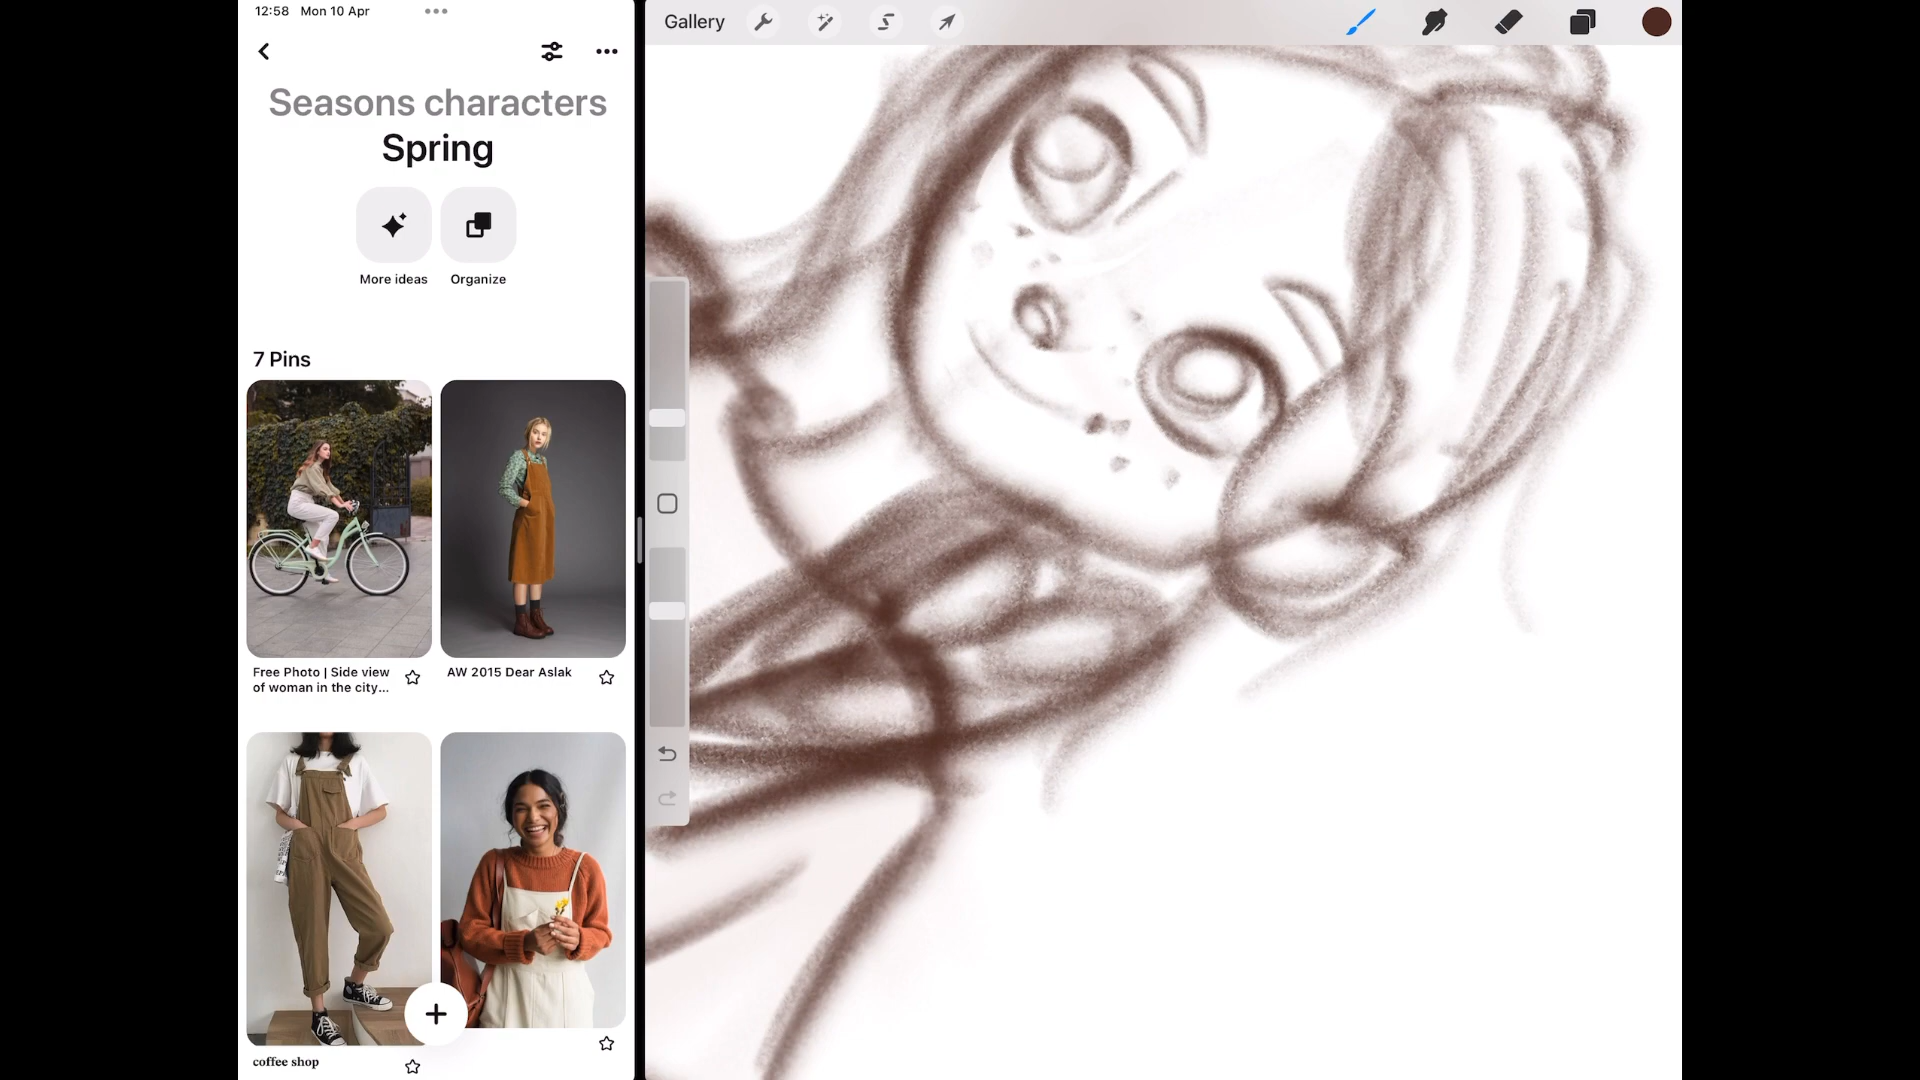 12:58 Mon 10 Apr
Gallery
Seasons characters
Spring
More ideas
Organize
7 Pins
Free Photo | Side view
of woman in the city...
AW 2015 Dear Aslak
coffee shop